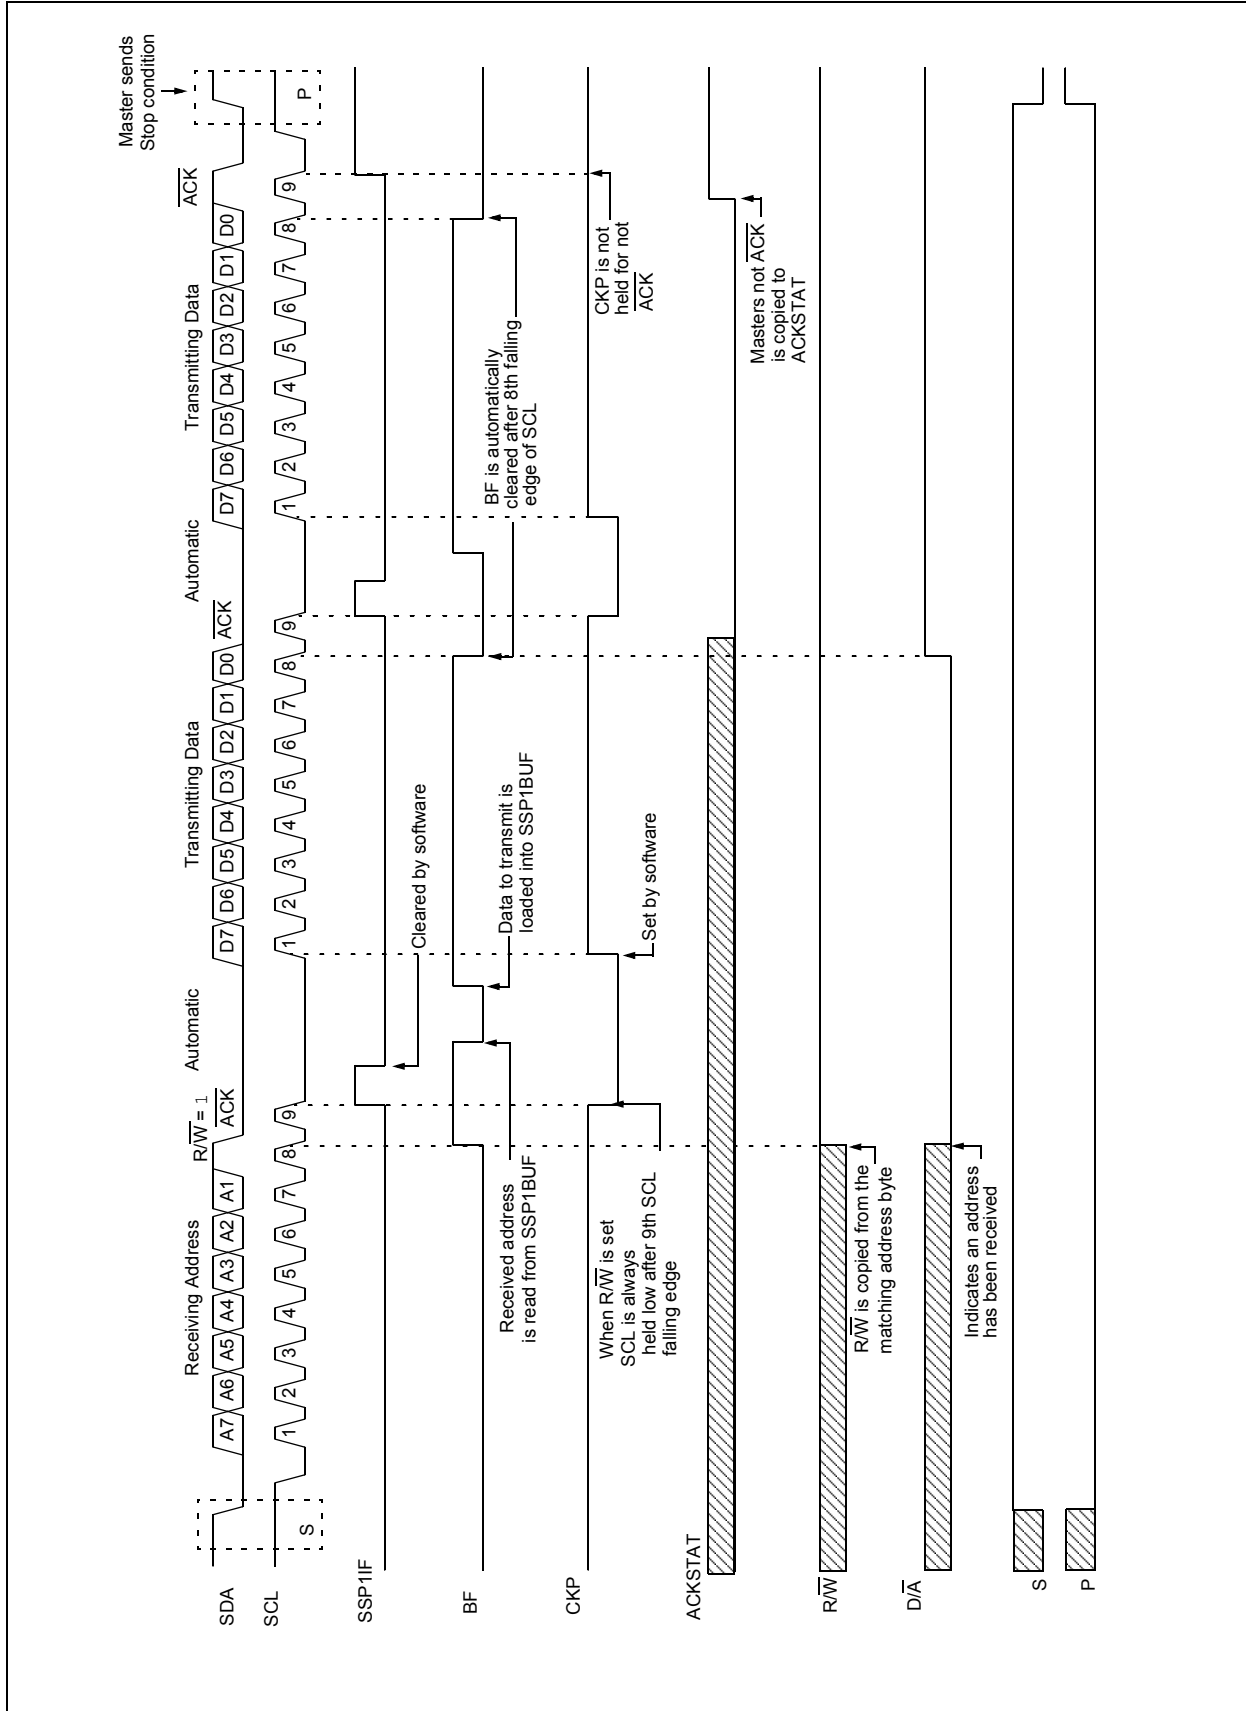 Master sends
Stop condition
Receiving Address
R/W = 1
ACK
Automatic
Transmitting Data
ACK
Automatic
Transmitting Data
ACK
SDA
A7 A6 A5 A4 A3 A2 A1
D7 D6 D5 D4 D3 D2 D1 D0
D7 D6 D5 D4 D3 D2 D1 D0
SCL
S
1 2 3 4 5 6 7 8 9
1 2 3 4 5 6 7 8 9
1 2 3 4 5 6 7 8 9
P
SSP1IF
Cleared by software
BF
Received address
is read from SSP1BUF
Data to transmit is
loaded into SSP1BUF
BF is automatically
cleared after 8th falling
edge of SCL
CKP
When R/W is set
SCL is always
held low after 9th SCL
falling edge
Set by software
CKP is not
held for not
ACK
ACKSTAT
Masters not ACK
is copied to
ACKSTAT
R/W
R/W is copied from the
matching address byte
D/A
Indicates an address
has been received
S
P